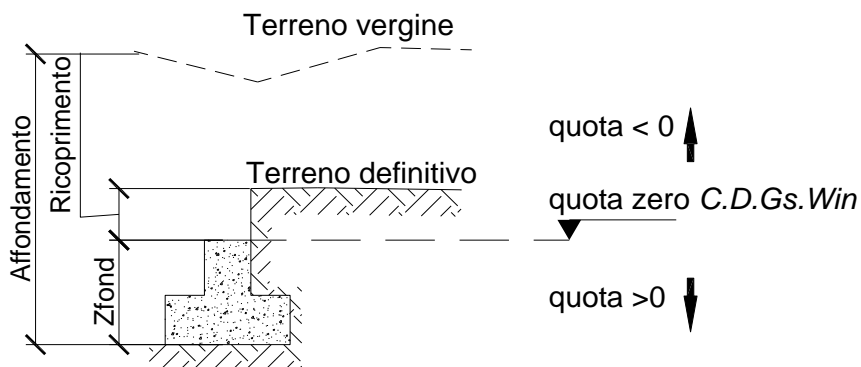 Terreno vergine
Affondamento
Ricoprimento
quota < 0
Terreno definitivo
quota zero C.D.Gs.Win
Zfond
quota >0